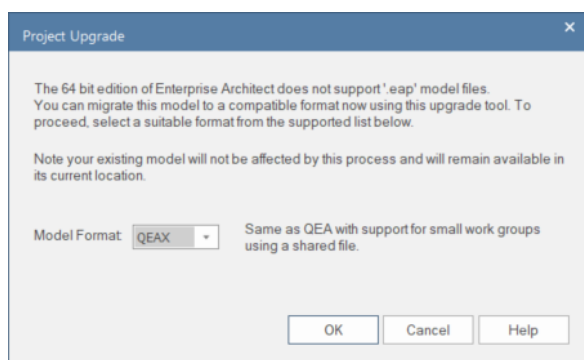 Project Upgrade
The 64 bit edition of Enterprise Architect does not support '.eap' model files.
You can migrate this model to a compatible format now using this upgrade tool. To
proceed, select a suitable format from the supported list below.
Note your existing model will not be affected by this process and will remain available in
its current location.
Model Format: QEAX Same as QEA with support for small work groups
using a shared file.
OK Cancel Help